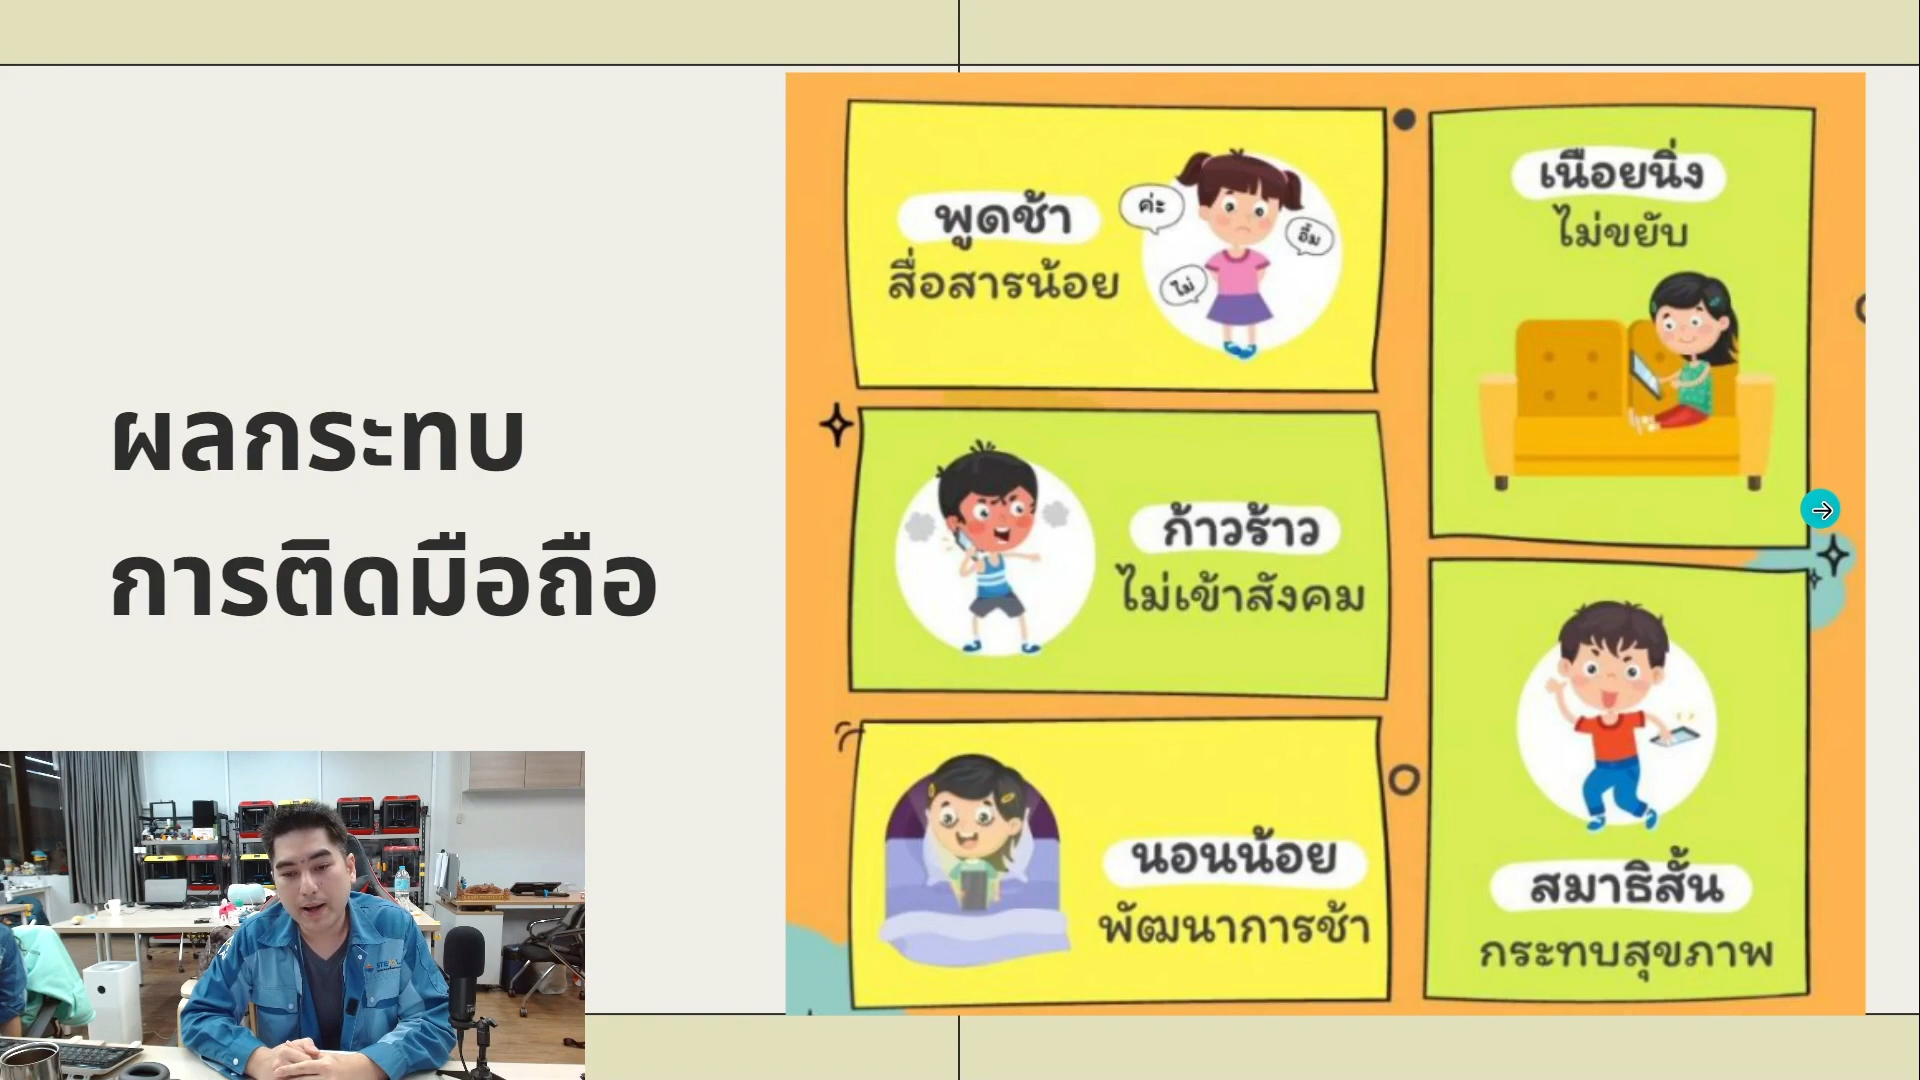 ผลกระทบ
การติดมือถือ
พูดช้า
สื่อสารน้อย
ค่ะ
อื้ม
ไม่
เนือยนิ่ง
ไม่ขยับ
ก้าวร้าว
ไม่เข้าสังคม
นอนน้อย
พัฒนาการช้า
สมาธิสั้น
กระทบสุขภาพ